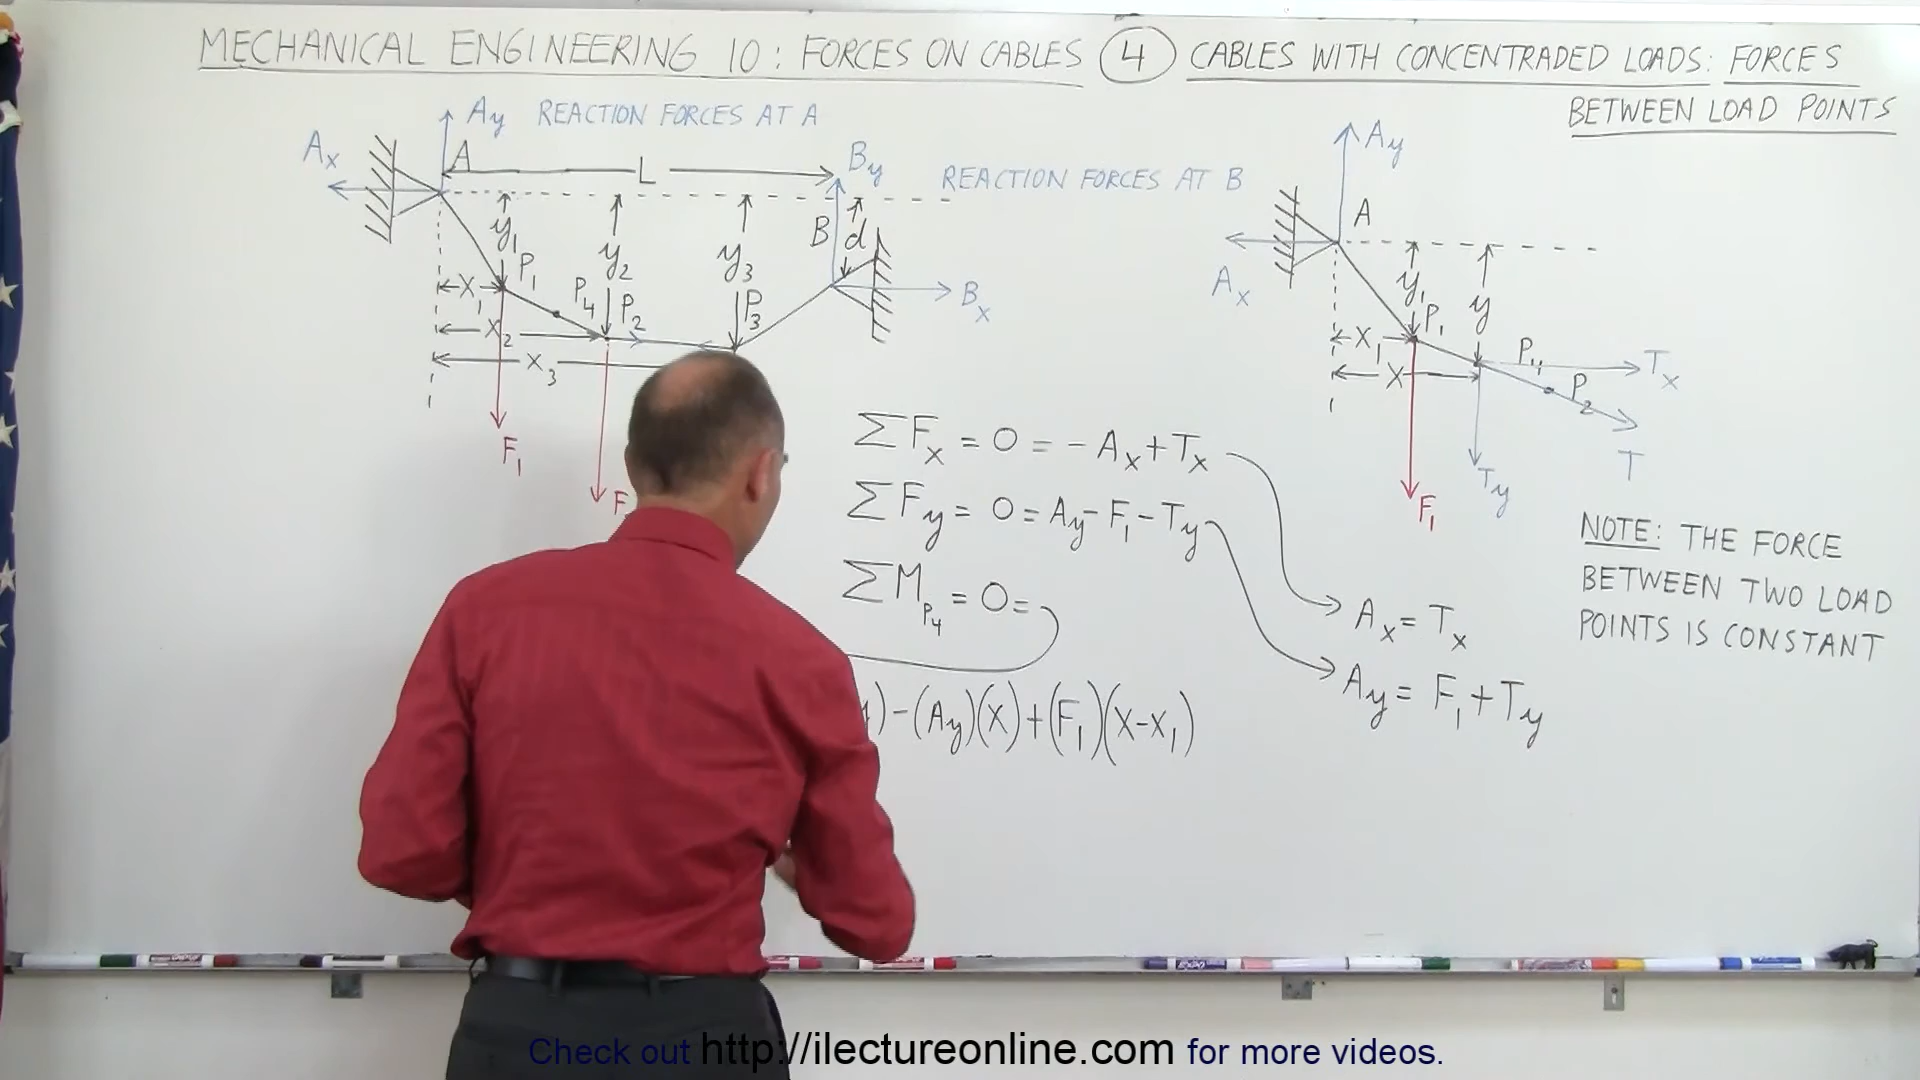 MECHANICAL ENGINEERING 10: FORCES ON CABLES (4) CABLES WITH CONCENTRADED LOADS: FORCES
BETWEEN LOAD POINTS
Ay REACTION FORCES AT A
Ax
A
L
By
REACTION FORCES AT B
B
d
Bx
y₁
y₂
y₃
P₁
P₄
P₂
P₃
x₁
x₂
x₃
F₁
F
Ay
A
Ax
y₁
y
P₁
x₁
x
P₄
Tx
P₂
T
Ty
F₁
ΣFx = 0 = -Ax + Tx
ΣFy = 0 = Ay - F₁ - Ty
ΣMP₄ = 0 =
) - (Ay)(x) + (F₁)(x - x₁)
Ax = Tx
Ay = F₁ + Ty
NOTE: THE FORCE
BETWEEN TWO LOAD
POINTS IS CONSTANT
Check out http://ilectureonline.com for more videos.